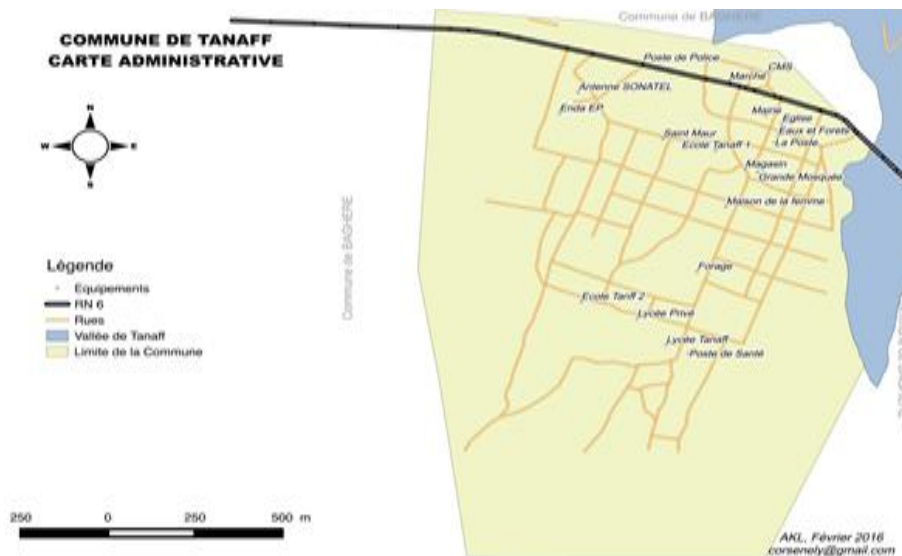 COMMUNE DE TANAFF
CARTE ADMINISTRATIVE
Commune de BAGHERE
N
W
E
S
Poste de Police
CMS
Marché
Antenne SONATEL
Enda EP
Mairie
Eglise
Saint Maur
Eaux et Forets
Ecole Tanaff 1
La Poste
Magasin
Grande Mosquée
Maison de la femme
Commune de BAGHERE
Forage
Ecole Tanff 2
Lycée Privé
Lycée Tanaff
Poste de Santé
Légende
Equipements
RN 6
Rues
Vallée de Tanaff
Limite de la Commune
250
0
250
500 m
AKL, Février 2016
corsenely@gmail.com